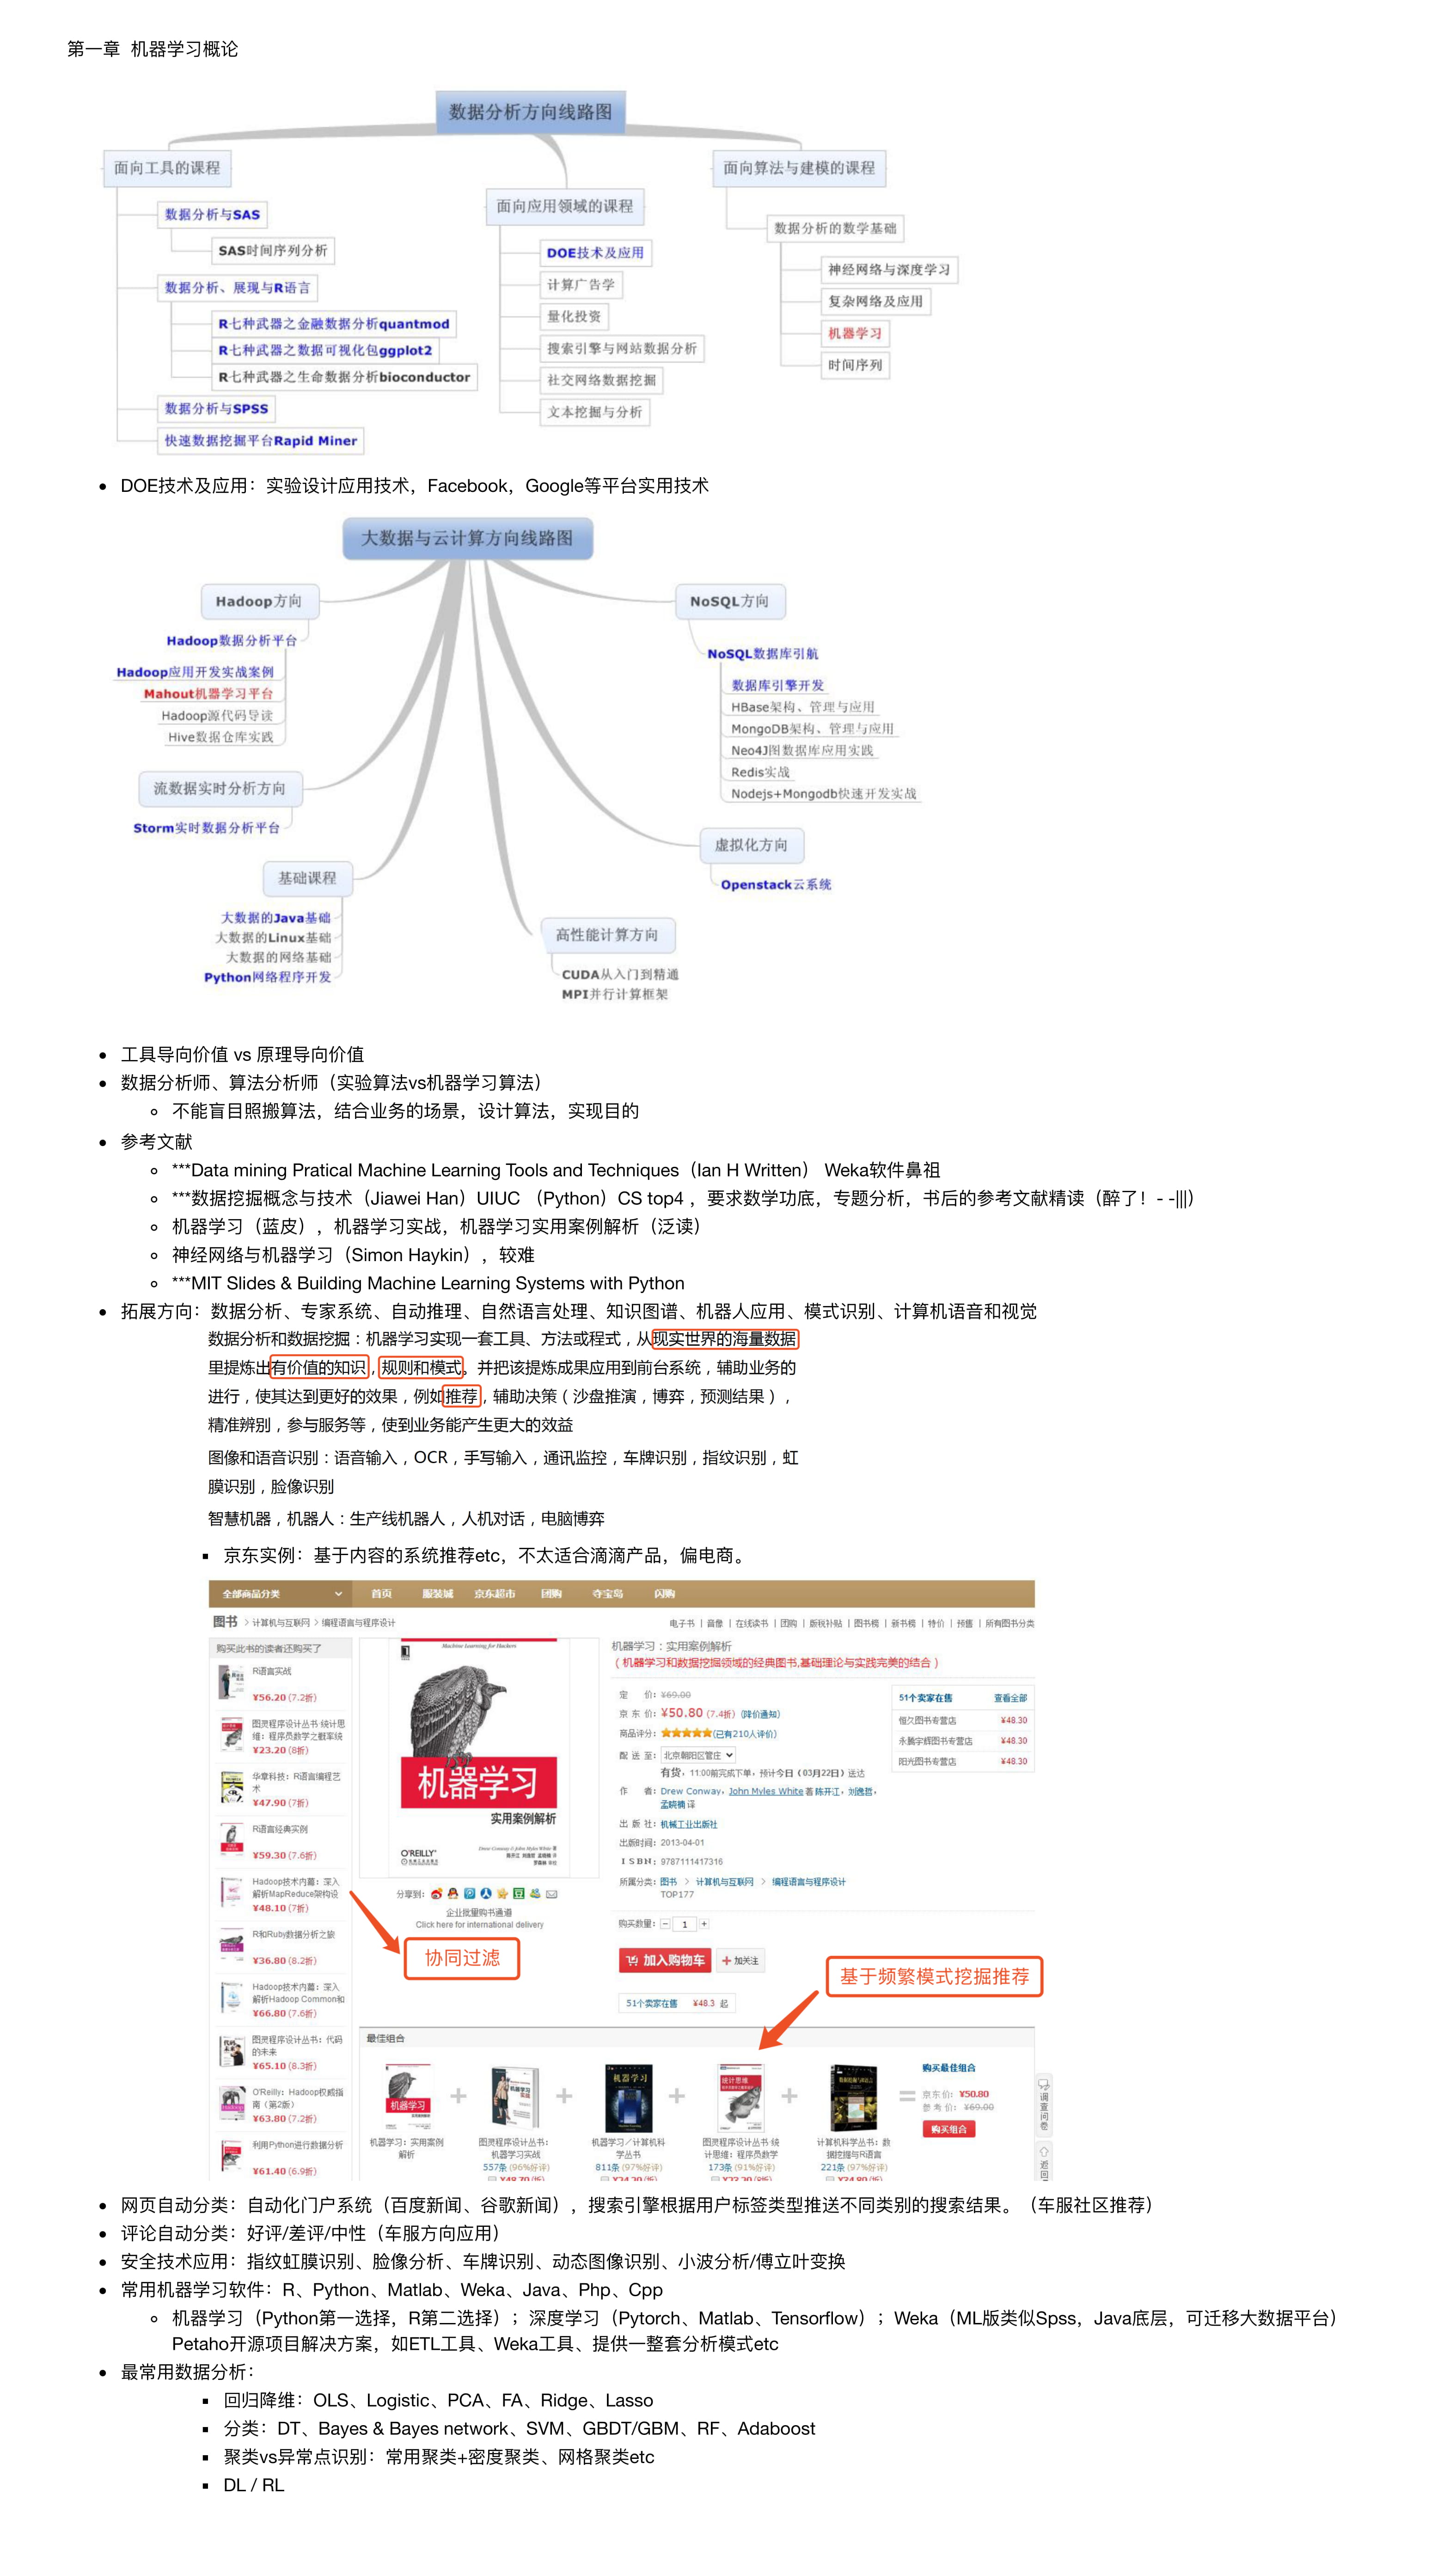 第一章 机器学习概论
数据分析方向线路图
面向工具的课程
数据分析与SAS
SAS时间序列分析
数据分析、展现与R语言
R七种武器之金融数据分析quantmod
R七种武器之数据可视化包ggplot2
R七种武器之生命数据分析bioconductor
数据分析与SPSS
快速数据挖掘平台Rapid Miner
面向应用领域的课程
DOE技术及应用
计算广告学
量化投资
搜索引擎与网站数据分析
社交网络数据挖掘
文本挖掘与分析
面向算法与建模的课程
数据分析的数学基础
神经网络与深度学习
复杂网络及应用
机器学习
时间序列
• DOE技术及应用：实验设计应用技术，Facebook，Google等平台实用技术
大数据与云计算方向线路图
Hadoop方向
Hadoop数据分析平台
Hadoop应用开发实战案例
Mahout机器学习平台
Hadoop源代码导读
Hive数据仓库实践
流数据实时分析方向
Storm实时数据分析平台
基础课程
大数据的Java基础
大数据的Linux基础
大数据的网络基础
Python网络程序开发
NoSQL方向
NoSQL数据库引航
数据库引擎开发
HBase架构、管理与应用
MongoDB架构、管理与应用
Neo4J图数据库应用实践
Redis实战
Nodejs+Mongodb快速开发实战
虚拟化方向
Openstack云系统
高性能计算方向
CUDA从入门到精通
MPI并行计算框架
• 工具导向价值 vs 原理导向价值
• 数据分析师、算法分析师（实验算法vs机器学习算法）
◦ 不能盲目照搬算法，结合业务的场景，设计算法，实现目的
• 参考文献
◦ ***Data mining Pratical Machine Learning Tools and Techniques（Ian H Written） Weka软件鼻祖
◦ ***数据挖掘概念与技术（Jiawei Han）UIUC （Python）CS top4 ，要求数学功底，专题分析，书后的参考文献精读（醉了！- -|||）
◦ 机器学习（蓝皮），机器学习实战，机器学习实用案例解析（泛读）
◦ 神经网络与机器学习（Simon Haykin），较难
◦ ***MIT Slides & Building Machine Learning Systems with Python
• 拓展方向：数据分析、专家系统、自动推理、自然语言处理、知识图谱、机器人应用、模式识别、计算机语音和视觉
数据分析和数据挖掘：机器学习实现一套工具、方法或程式，从现实世界的海量数据
里提炼出有价值的知识，规则和模式。并把该提炼成果应用到前台系统，辅助业务的
进行，使其达到更好的效果，例如推荐，辅助决策（沙盘推演，博弈，预测结果），
精准辨别，参与服务等，使到业务能产生更大的效益
图像和语音识别：语音输入，OCR，手写输入，通讯监控，车牌识别，指纹识别，虹
膜识别，脸像识别
智慧机器，机器人：生产线机器人，人机对话，电脑博弈
▪ 京东实例：基于内容的系统推荐etc，不太适合滴滴产品，偏电商。
全部商品分类 首页 服装城 京东超市 团购 夺宝岛 闪购
图书 > 计算机与互联网 > 编程语言与程序设计
电子书 | 音像 | 在线读书 | 团购 | 版税补贴 | 图书榜 | 新书榜 | 特价 | 预售 | 所有图书分类
购买此书的读者还购买了
R语言实战
¥56.20 (7.2折)
图灵程序设计丛书·统计思
维：程序员数学之概率统
¥23.20 (8折)
华章科技：R语言编程艺
术
¥47.90 (7折)
R语言经典实例
¥59.30 (7.6折)
Hadoop技术内幕：深入
解析MapReduce架构设
¥48.10 (7折)
R和Ruby数据分析之旅
¥36.80 (8.2折)
Hadoop技术内幕：深入
解析Hadoop Common和
¥66.80 (7.6折)
图灵程序设计丛书：代码
的未来
¥65.10 (8.3折)
O'Reilly：Hadoop权威指
南（第2版）
¥63.80 (7.2折)
利用Python进行数据分析
¥61.40 (6.9折)
Machine Learning for Hackers
机器学习
实用案例解析
O'REILLY
机械工业出版社
Drew Conway & John Myles White 著
分享到：
企业批量购书通道
Click here for international delivery
协同过滤
机器学习：实用案例解析
（机器学习和数据挖掘领域的经典图书,基础理论与实践完美的结合）
定 价：¥69.00
京 东 价：¥50.80 (7.4折) (降价通知)
商品评分：(已有210人评价)
配 送 至：北京朝阳区管庄
有货，11:00前完成下单，预计今日（03月22日）送达
作 者：Drew Conway，John Myles White 著 陈开江，刘逸哲，
孟晓楠 译
出 版 社：机械工业出版社
出版时间：2013-04-01
ＩＳＢＮ：9787111417316
所属分类：图书 > 计算机与互联网 > 编程语言与程序设计
TOP177
购买数量：1
加入购物车 加关注
51个卖家在售 ¥48.3 起
51个卖家在售 查看全部
恒久图书专营店 ¥48.30
永腾宇辉图书专营店 ¥48.30
阳光图书专营店 ¥48.30
基于频繁模式挖掘推荐
最佳组合
机器学习：实用案例
解析
图灵程序设计丛书：
机器学习实战
557条 (96%好评)
¥48.70 (折)
机器学习／计算机科
学丛书
811条 (97%好评)
¥24.20 (折)
图灵程序设计丛书·统
计思维：程序员数学
173条 (91%好评)
¥23.20 (8折)
计算机科学丛书：数
据挖掘与R语言
221条 (97%好评)
¥34.80 (折)
购买最佳组合
京 东 价：¥50.80
参 考 价：¥69.00
购买组合
调查问卷
返回
• 网页自动分类：自动化门户系统（百度新闻、谷歌新闻），搜索引擎根据用户标签类型推送不同类别的搜索结果。（车服社区推荐）
• 评论自动分类：好评/差评/中性（车服方向应用）
• 安全技术应用：指纹虹膜识别、脸像分析、车牌识别、动态图像识别、小波分析/傅立叶变换
• 常用机器学习软件：R、Python、Matlab、Weka、Java、Php、Cpp
◦ 机器学习（Python第一选择，R第二选择）；深度学习（Pytorch、Matlab、Tensorflow）；Weka（ML版类似Spss，Java底层，可迁移大数据平台）
Petaho开源项目解决方案，如ETL工具、Weka工具、提供一整套分析模式etc
• 最常用数据分析：
▪ 回归降维：OLS、Logistic、PCA、FA、Ridge、Lasso
▪ 分类：DT、Bayes & Bayes network、SVM、GBDT/GBM、RF、Adaboost
▪ 聚类vs异常点识别：常用聚类+密度聚类、网格聚类etc
▪ DL / RL